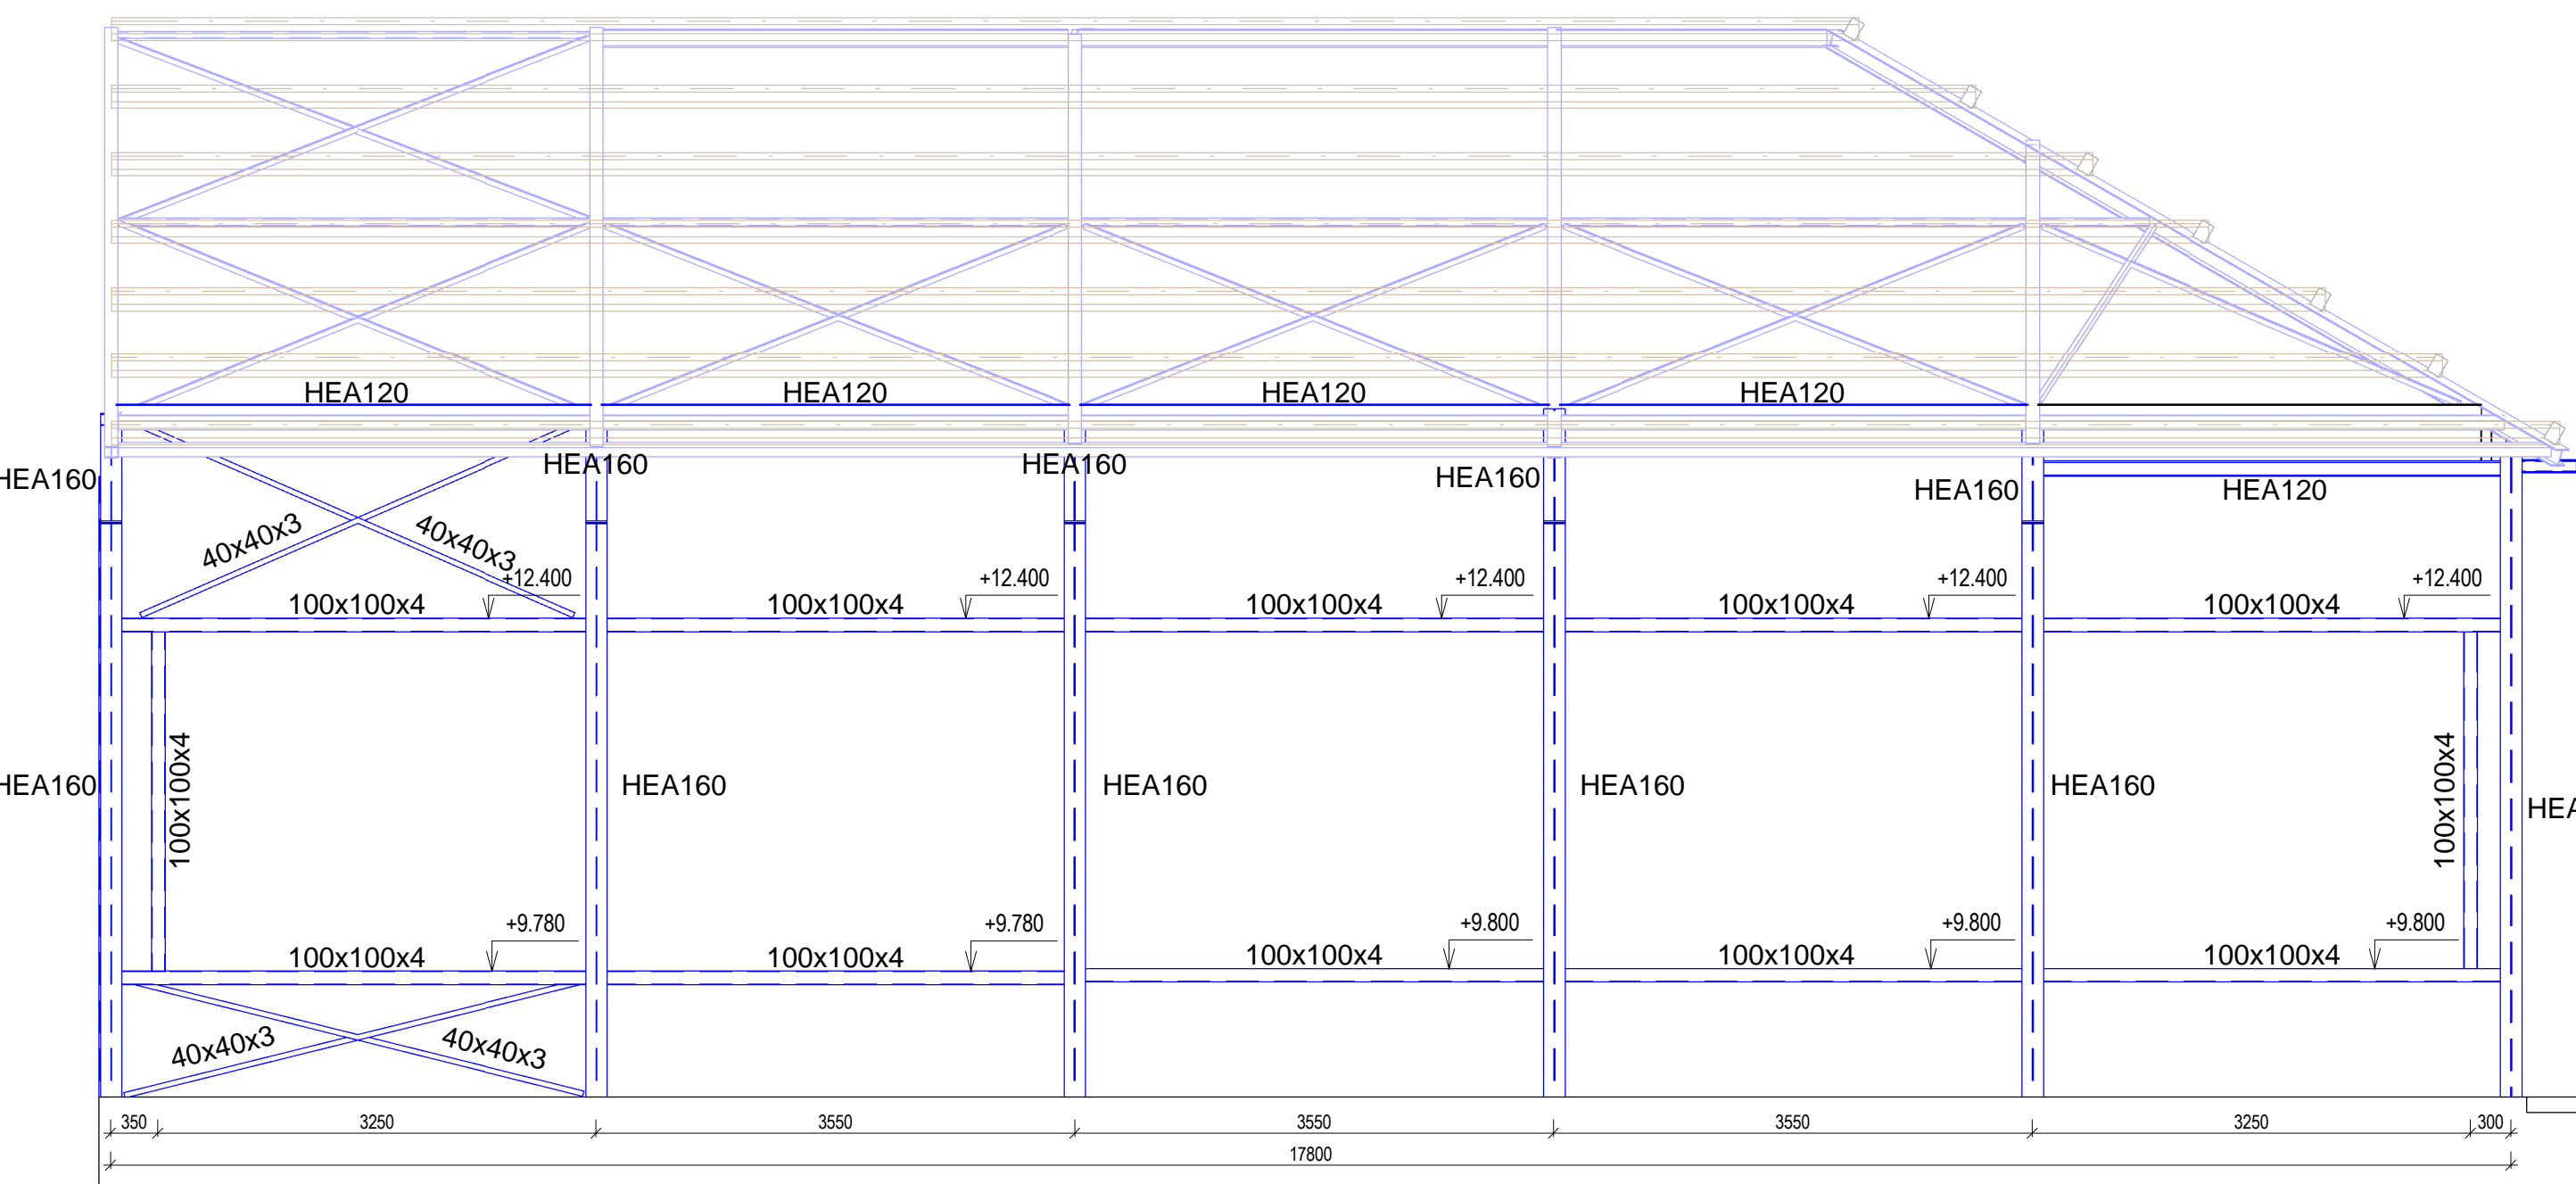 HEA120 HEA120 HEA120 HEA120
HEA160 HEA160 HEA160 HEA160 HEA160 HEA120
40x40x3 40x40x3
+12.400 +12.400 +12.400 +12.400 +12.400
100x100x4 100x100x4 100x100x4 100x100x4 100x100x4
100x100x4 100x100x4
HEA160 HEA160 HEA160 HEA160 HEA160 HEA
+9.780 +9.780 +9.800 +9.800 +9.800
100x100x4 100x100x4 100x100x4 100x100x4 100x100x4
40x40x3 40x40x3
350 3250 3550 3550 3550 3250 300
17800